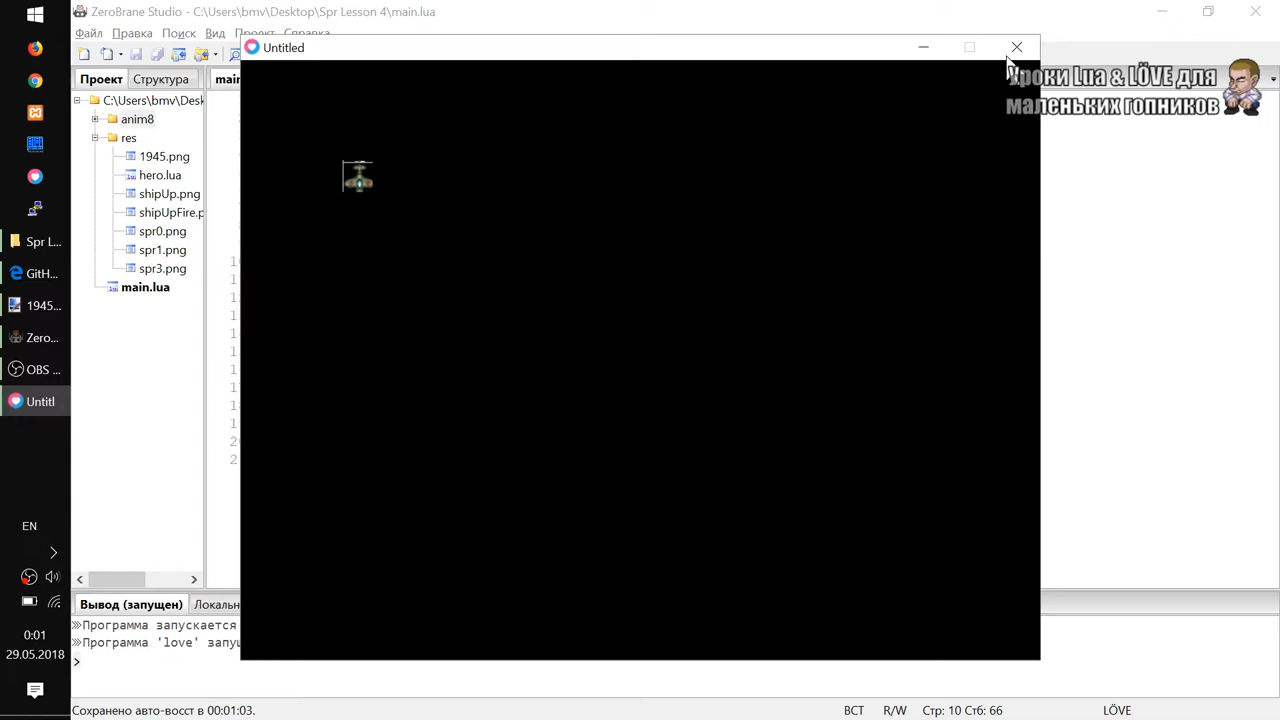 ZeroBrane Studio - C:\Users\bmv\Desktop\Spr Lesson 4\main.lua
Файл Правка Поиск Вид Проект Справка
Untitled
Проект Структура
main
Уроки Lua & LÖVE для
маленьких гопников
C:\Users\bmv\Desk
anim8
res
1945.png
hero.lua
shipUp.png
shipUpFire.p
spr0.png
spr1.png
spr3.png
main.lua
Spr L...
GitH...
1945...
Zero...
OBS ...
Untitl
EN
0:01
29.05.2018
Вывод (запущен) Локальн
Программа запускается
Программа 'love' запу
>
Сохранено авто-восст в 00:01:03.
ВСТ
R/W
Стр: 10 Стб: 66
LÖVE